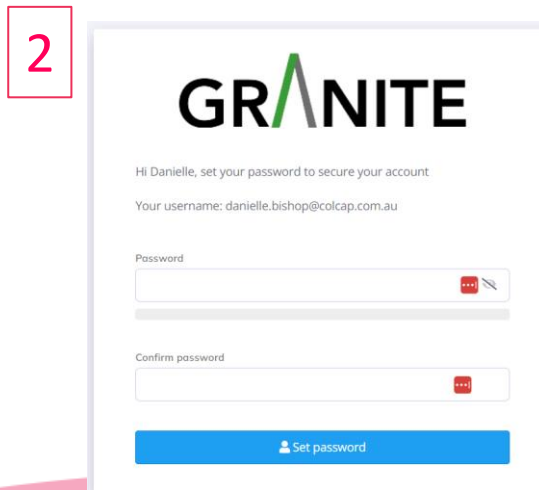 2
GRANITE
Hi Danielle, set your password to secure your account
Your username: danielle.bishop@colcap.com.au
Password
Confirm password
Set password